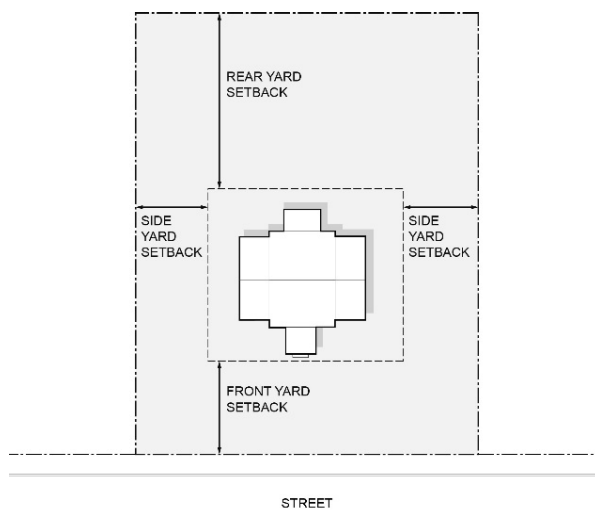 REAR YARD
SETBACK
SIDE
YARD
SETBACK
SIDE
YARD
SETBACK
FRONT YARD
SETBACK
STREET